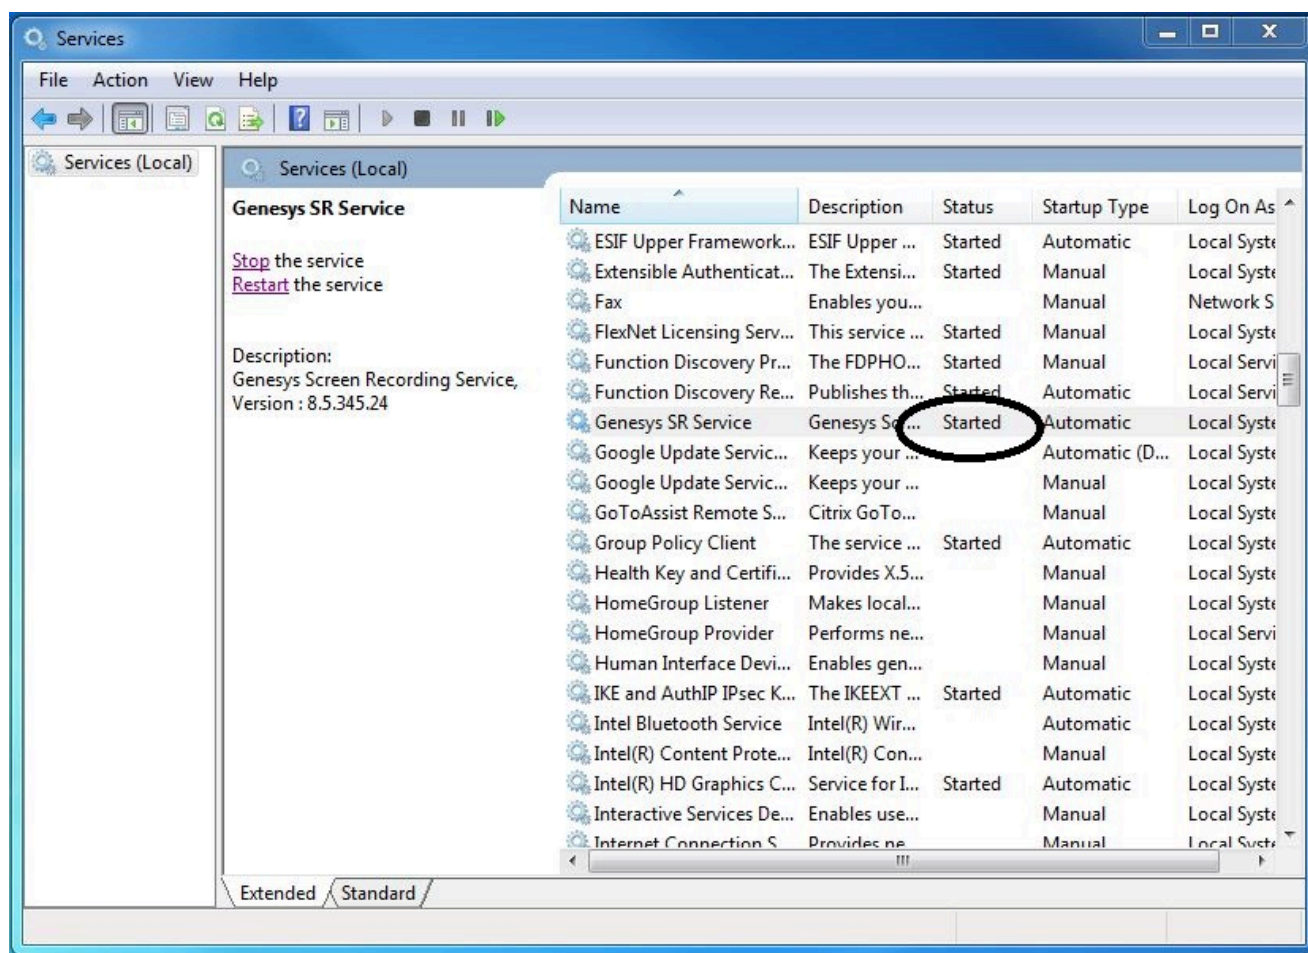 Services
File Action View Help
Services (Local)
Services (Local)
Genesys SR Service
Stop the service
Restart the service
Description:
Genesys Screen Recording Service,
Version : 8.5.345.24
Name Description Status Startup Type Log On As
ESIF Upper Framework... ESIF Upper ... Started Automatic Local Syste
Extensible Authenticat... The Extensi... Started Manual Local Syste
Fax Enables you... Manual Network S
FlexNet Licensing Serv... This service ... Started Manual Local Syste
Function Discovery Pr... The FDPHO... Started Manual Local Servi
Function Discovery Re... Publishes th... Started Automatic Local Servi
Genesys SR Service Genesys Sc... Started Automatic Local Syste
Google Update Servic... Keeps your ... Automatic (D... Local Syste
Google Update Servic... Keeps your ... Manual Local Syste
GoToAssist Remote S... Citrix GoTo... Manual Local Syste
Group Policy Client The service ... Started Automatic Local Syste
Health Key and Certifi... Provides X.5... Manual Local Syste
HomeGroup Listener Makes local... Manual Local Syste
HomeGroup Provider Performs ne... Manual Local Servi
Human Interface Devi... Enables gen... Manual Local Syste
IKE and AuthIP IPsec K... The IKEEXT ... Started Automatic Local Syste
Intel Bluetooth Service Intel(R) Wir... Automatic Local Syste
Intel(R) Content Prote... Intel(R) Con... Manual Local Syste
Intel(R) HD Graphics C... Service for I... Started Automatic Local Syste
Interactive Services De... Enables use... Manual Local Syste
Internet Connection S... Provides ne... Manual Local Syste
Extended Standard